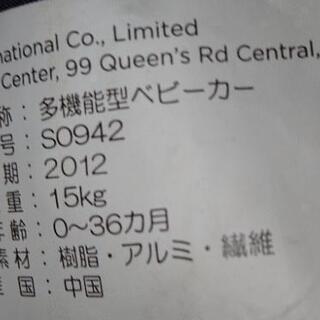 national Co., Limited
Center, 99 Queen's Rd Central,
称：多機能型ベビーカー
号：S0942
期：2012
重：15kg
年齢：0〜36カ月
素材：樹脂・アルミ・繊維
国：中国